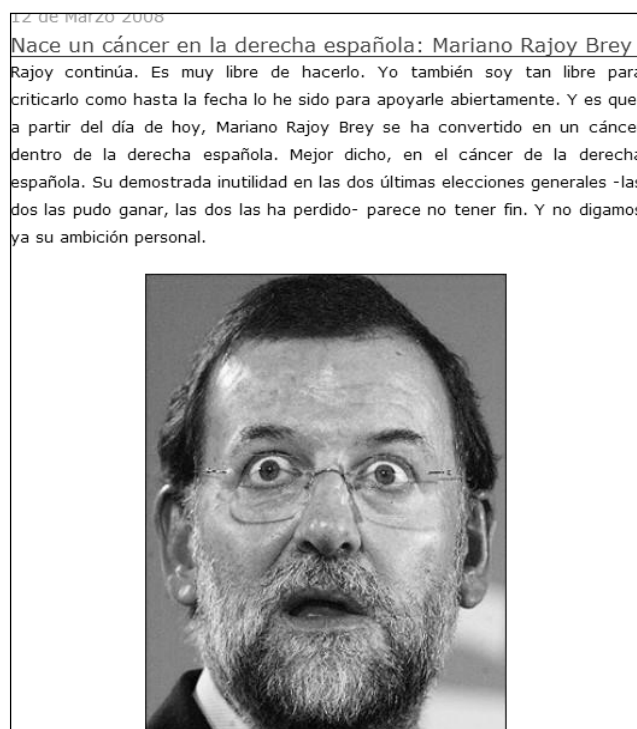 12 de Marzo 2008
Nace un cáncer en la derecha española: Mariano Rajoy Brey
Rajoy continúa. Es muy libre de hacerlo. Yo también soy tan libre para
criticarlo como hasta la fecha lo he sido para apoyarle abiertamente. Y es que
a partir del día de hoy, Mariano Rajoy Brey se ha convertido en un cáncer
dentro de la derecha española. Mejor dicho, en el cáncer de la derecha
española. Su demostrada inutilidad en las dos últimas elecciones generales -las
dos las pudo ganar, las dos las ha perdido- parece no tener fin. Y no digamos
ya su ambición personal.